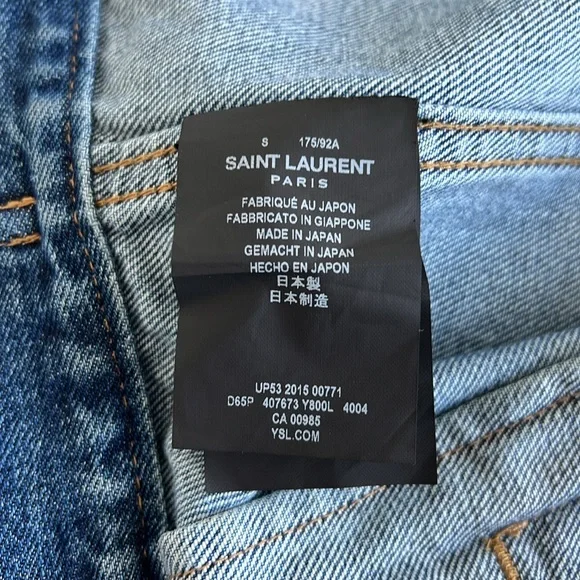 S 175/92A
SAINT LAURENT
PARIS
FABRIQUÉ AU JAPON
FABBRICATO IN GIAPPONE
MADE IN JAPAN
GEMACHT IN JAPAN
HECHO EN JAPON
日本製
日本制造
UP53 2015 00771
D65P 407673 Y800L 4004
CA 00985
YSL.COM